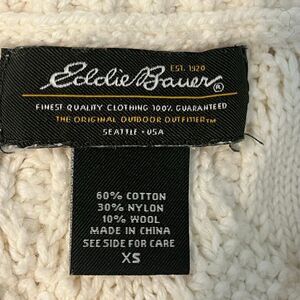 EST. 1920
Eddie Bauer®
FINEST QUALITY CLOTHING 100% GUARANTEED
THE ORIGINAL OUTDOOR OUTFITTER™
SEATTLE • USA
60% COTTON
30% NYLON
10% WOOL
MADE IN CHINA
SEE SIDE FOR CARE
XS